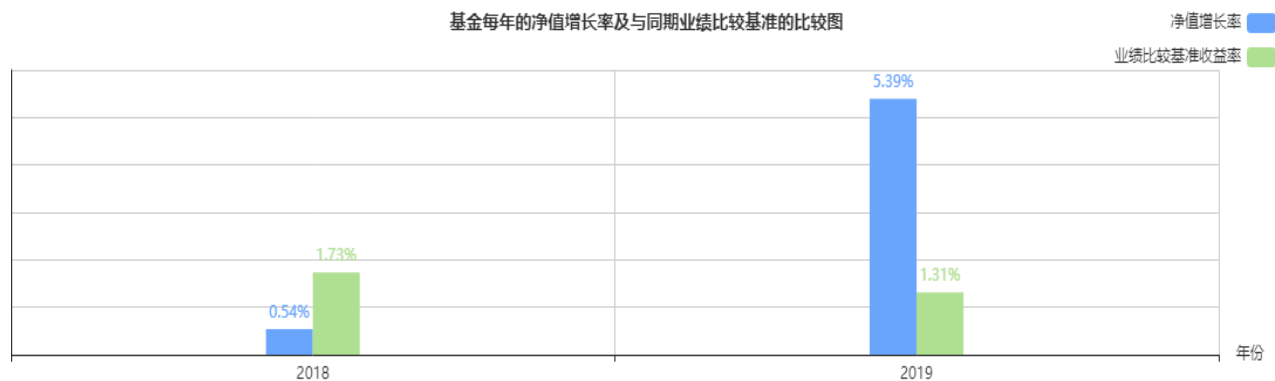 基金每年的净值增长率及与同期业绩比较基准的比较图
净值增长率
业绩比较基准收益率
5.39%
1.73%
1.31%
0.54%
年份
2018
2019